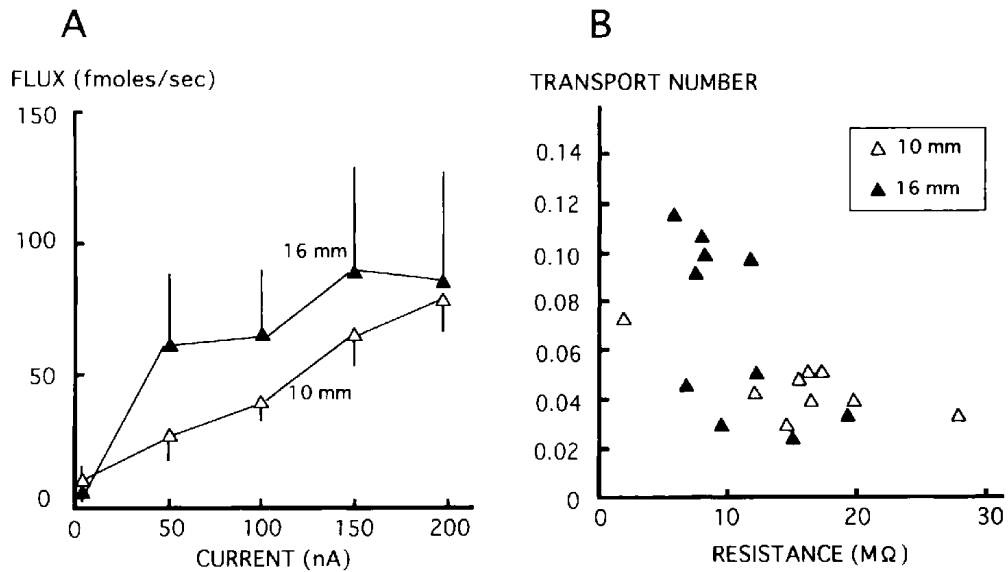 A
FLUX (fmoles/sec)
150
100
50
0
16 mm
10 mm
0 50 100 150 200
CURRENT (nA)
B
TRANSPORT NUMBER
0.14
0.12
0.10
0.08
0.06
0.04
0.02
0
10 mm
16 mm
0 10 20 30
RESISTANCE (MΩ)